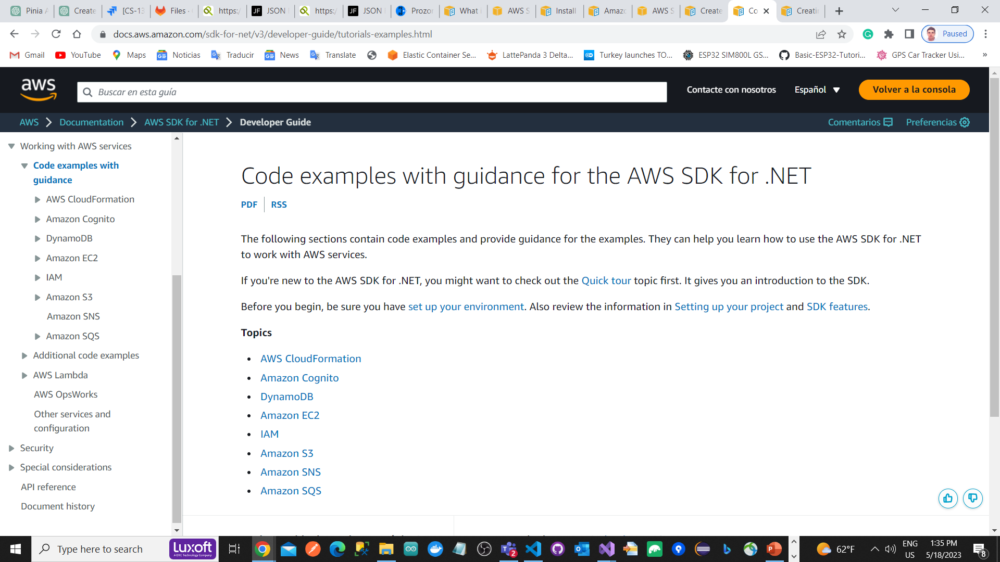 Pinia A
Create
[CS-13
Files ·
https:/
JSON
https:/
JSON
Prozor
What i
AWS S
Install
Amazo
AWS S
Create
Co
Creatin
docs.aws.amazon.com/sdk-for-net/v3/developer-guide/tutorials-examples.html
Paused
Gmail
YouTube
Maps
Noticias
Traducir
News
Translate
Elastic Container Se...
LattePanda 3 Delta...
Turkey launches TO...
ESP32 SIM800L GS...
Basic-ESP32-Tutori...
GPS Car Tracker Usi...
»
aws
Buscar en esta guía
Contacte con nosotros
Español
Volver a la consola
AWS
Documentation
AWS SDK for .NET
Developer Guide
Comentarios
Preferencias
Working with AWS services
Code examples with
guidance
AWS CloudFormation
Amazon Cognito
DynamoDB
Amazon EC2
IAM
Amazon S3
Amazon SNS
Amazon SQS
Additional code examples
AWS Lambda
AWS OpsWorks
Other services and
configuration
Security
Special considerations
API reference
Document history
Code examples with guidance for the AWS SDK for .NET
PDF
RSS
The following sections contain code examples and provide guidance for the examples. They can help you learn how to use the AWS SDK for .NET
to work with AWS services.
If you're new to the AWS SDK for .NET, you might want to check out the Quick tour topic first. It gives you an introduction to the SDK.
Before you begin, be sure you have set up your environment. Also review the information in Setting up your project and SDK features.
Topics
• AWS CloudFormation
• Amazon Cognito
• DynamoDB
• Amazon EC2
• IAM
• Amazon S3
• Amazon SNS
• Amazon SQS
Type here to search
luxoft
A DXC Technology Company
2
62°F
ENG
US
1:35 PM
5/18/2023
8